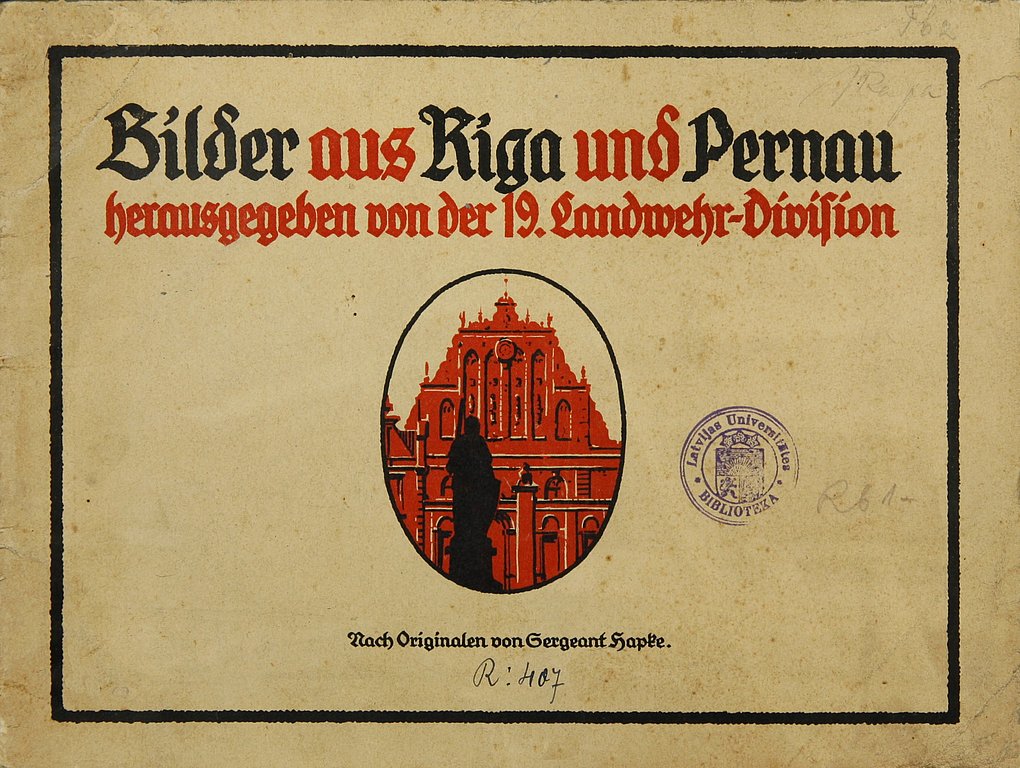 Bilder aus Riga und Pernau
herausgegeben von der 19. Landwehr-Division
Latvijas Universitātes
BIBLIOTEKA
Nach Originalen von Sergeant Hapke.
R: 407